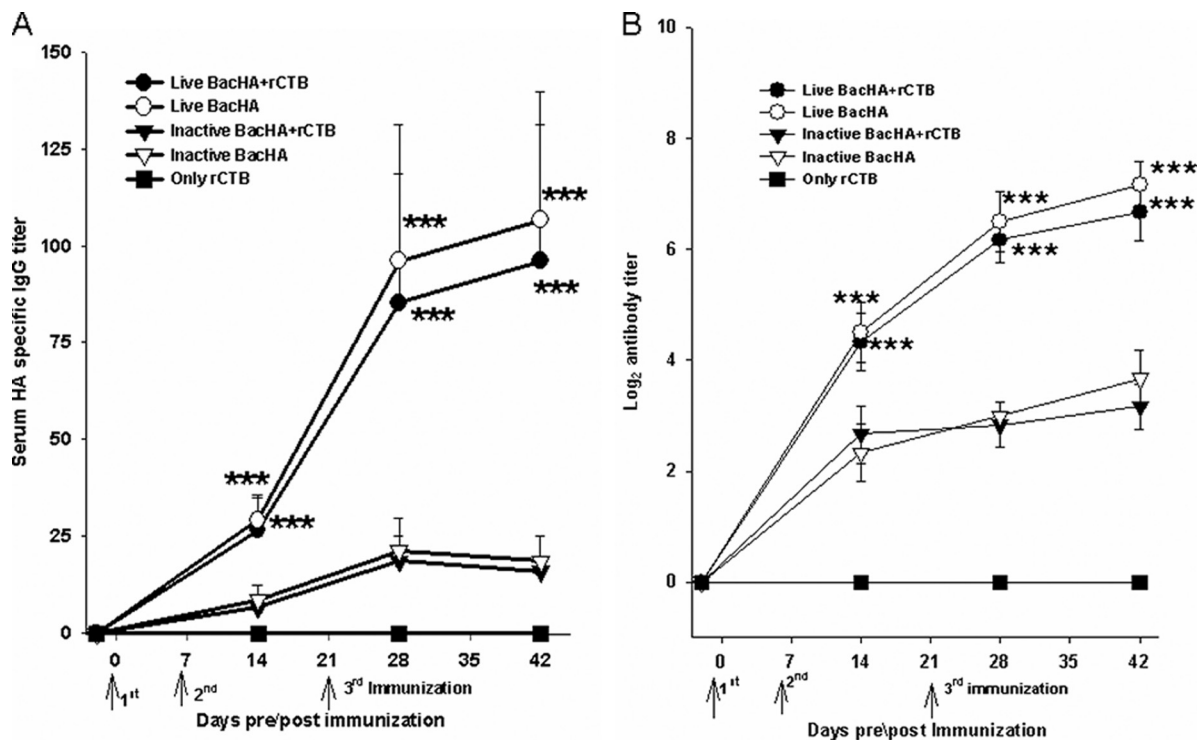 A
150
125
100
75
50
25
0
Serum HA specific IgG titer
Live BacHA+rCTB
Live BacHA
Inactive BacHA+rCTB
Inactive BacHA
Only rCTB
***
***
***
***
***
***
0 7 14 21 28 35 42
1st 2nd 3rd Immunization
Days pre/post immunization
B
10
8
6
4
2
0
Log2 antibody titer
Live BacHA+rCTB
Live BacHA
Inactive BacHA+rCTB
Inactive BacHA
Only rCTB
***
***
***
***
***
***
0 7 14 21 28 35 42
1st 2nd 3rd immunization
Days pre\post Immunization